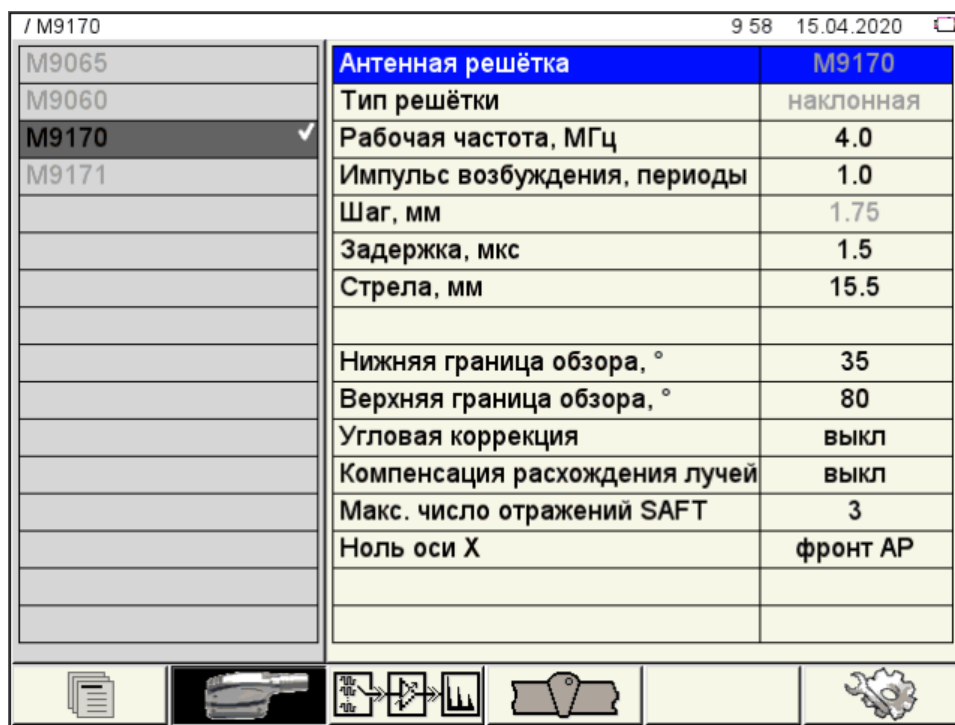 / M9170 9 58 15.04.2020
M9065
M9060
M9170
M9171
Антенная решётка M9170
Тип решётки наклонная
Рабочая частота, МГц 4.0
Импульс возбуждения, периоды 1.0
Шаг, мм 1.75
Задержка, мкс 1.5
Стрела, мм 15.5
Нижняя граница обзора, ° 35
Верхняя граница обзора, ° 80
Угловая коррекция выкл
Компенсация расхождения лучей выкл
Макс. число отражений SAFT 3
Ноль оси X фронт АР